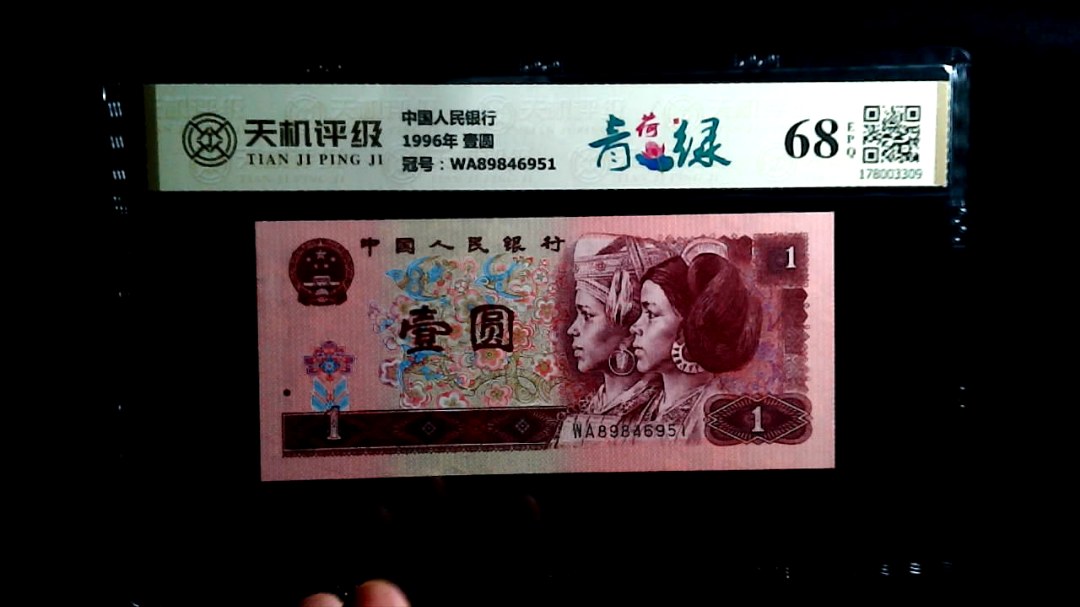 天机评级
TIAN JI PING JI
中国人民银行
1996年 壹圆
冠号：WA89846951
青荷绿
68
EPQ
178003309
中国人民银行
1
壹圆
1
WA89846951
1